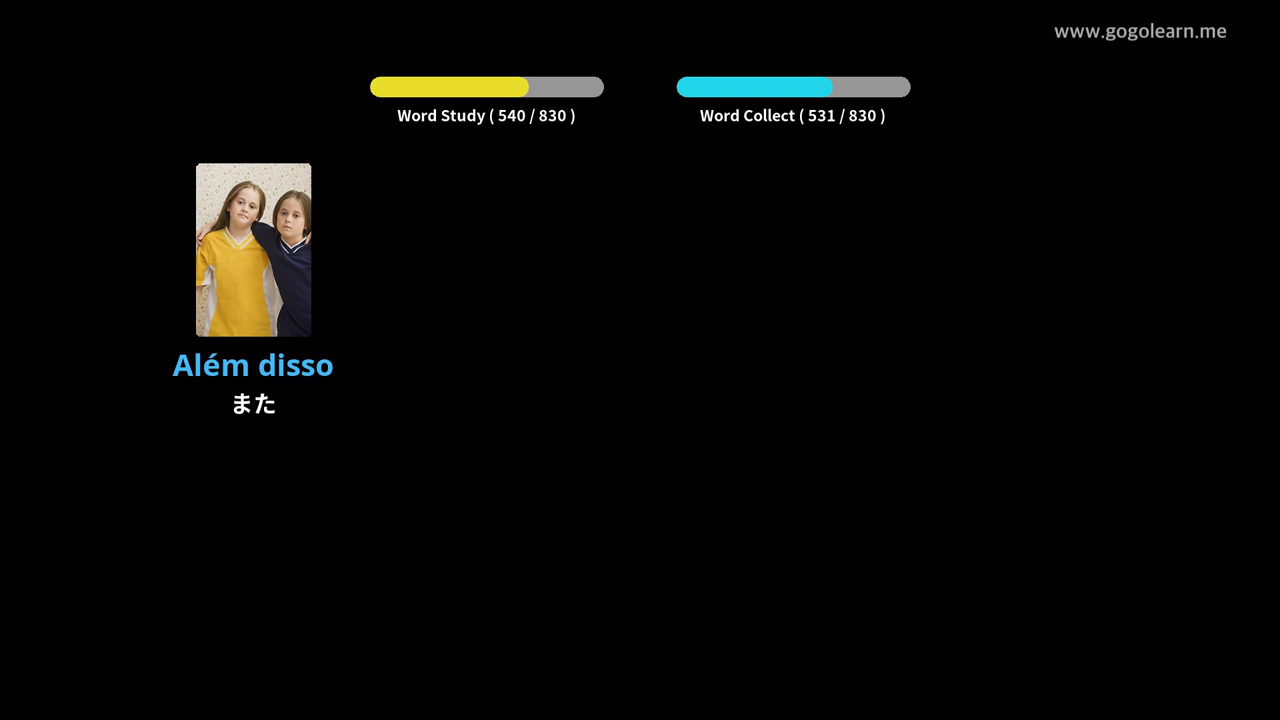 www.gogolearn.me
Word Study ( 540 / 830 )
Word Collect ( 531 / 830 )
Além disso
また